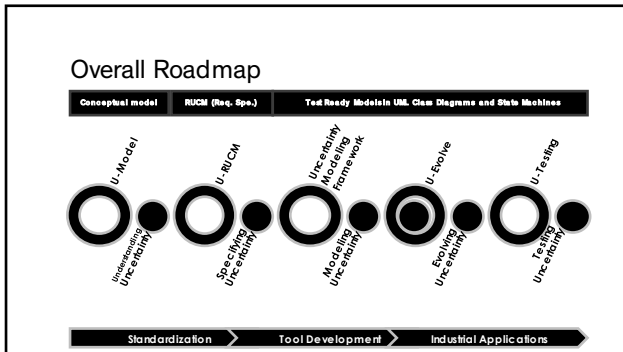 Overall Roadmap
Conceptual model
RUCM (Req. Spe.)
Test Ready Models in UML Class Diagrams and State Machines
U-Model
U-RUCM
Uncertainty
Modeling
Framework
U-Evolve
U-Testing
Understanding
Uncertainty
Specifying
Uncertainty
Modeling
Uncertainty
Evolving
Uncertainty
Testing
Uncertainty
Standardization
Tool Development
Industrial Applications